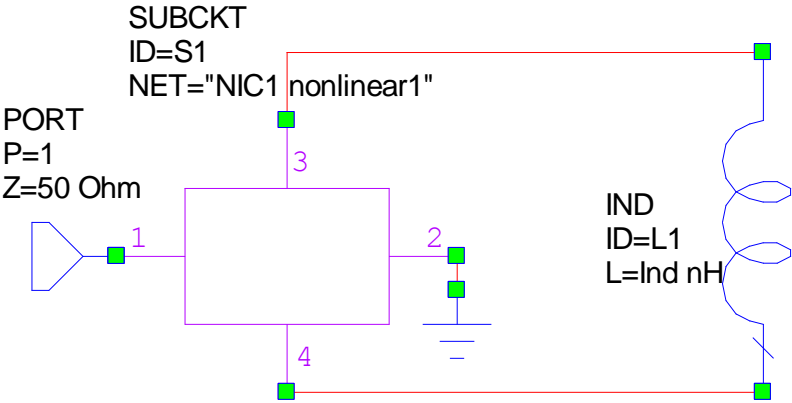 SUBCKT
ID=S1
NET="NIC1 nonlinear1"
PORT
P=1
Z=50 Ohm
3
1
2
IND
ID=L1
L=Ind nH
4